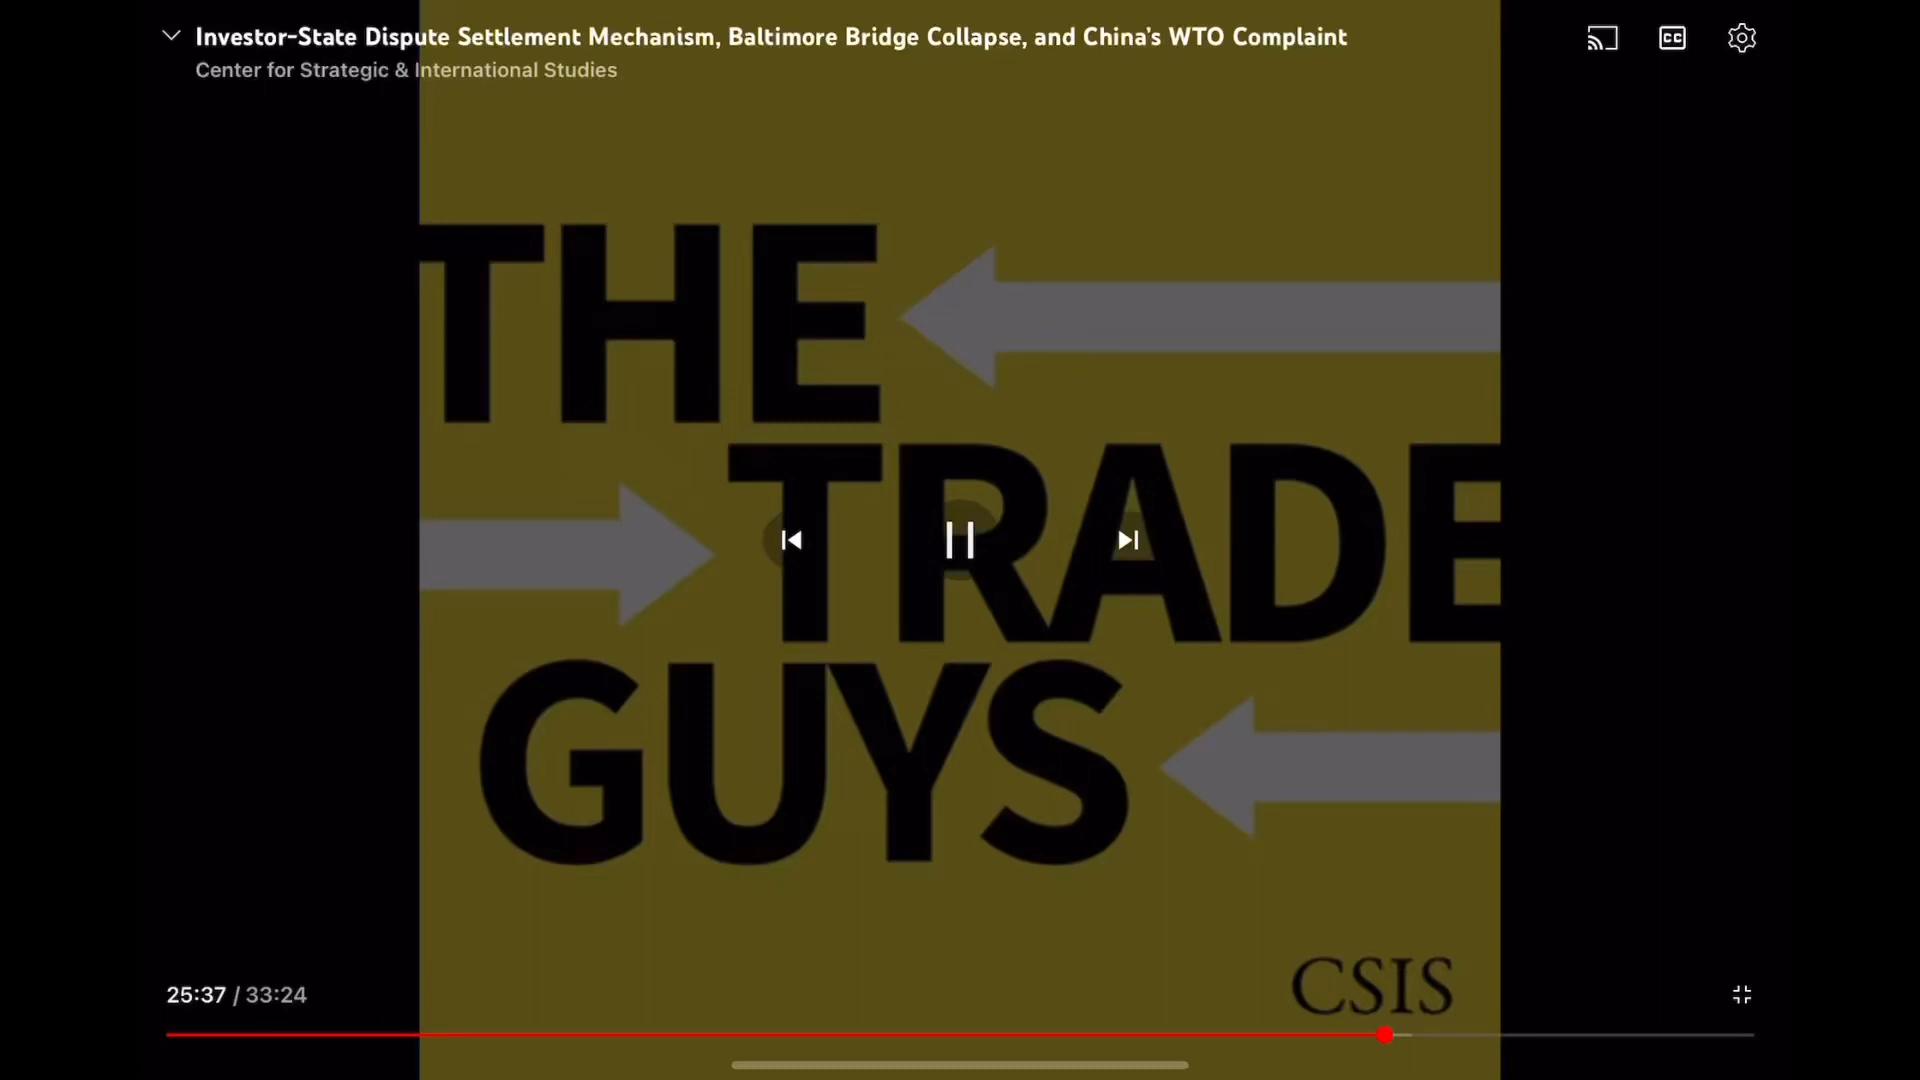 Investor-State Dispute Settlement Mechanism, Baltimore Bridge Collapse, and China's WTO Complaint
Center for Strategic & International Studies
CC
THE
TRADE
GUYS
CSIS
25:37 / 33:24